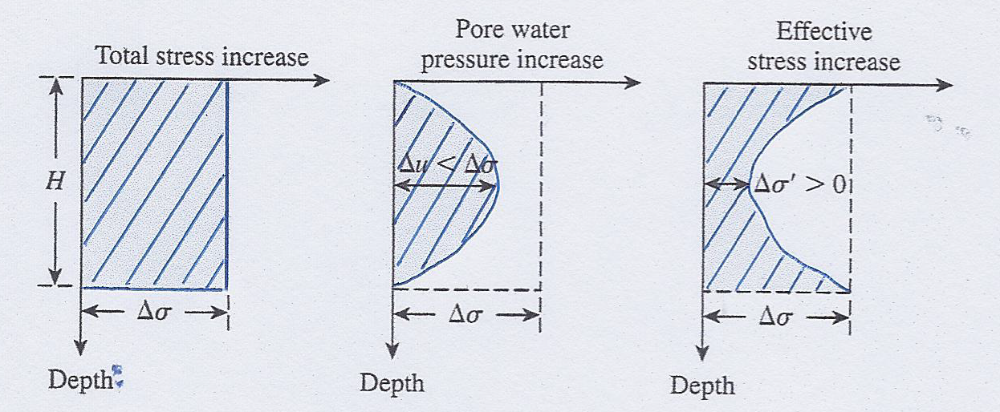 Total stress increase
H
Δσ
Depth
Pore water
pressure increase
Δu < Δσ
Δσ
Depth
Effective
stress increase
Δσ′ > 0
Δσ
Depth